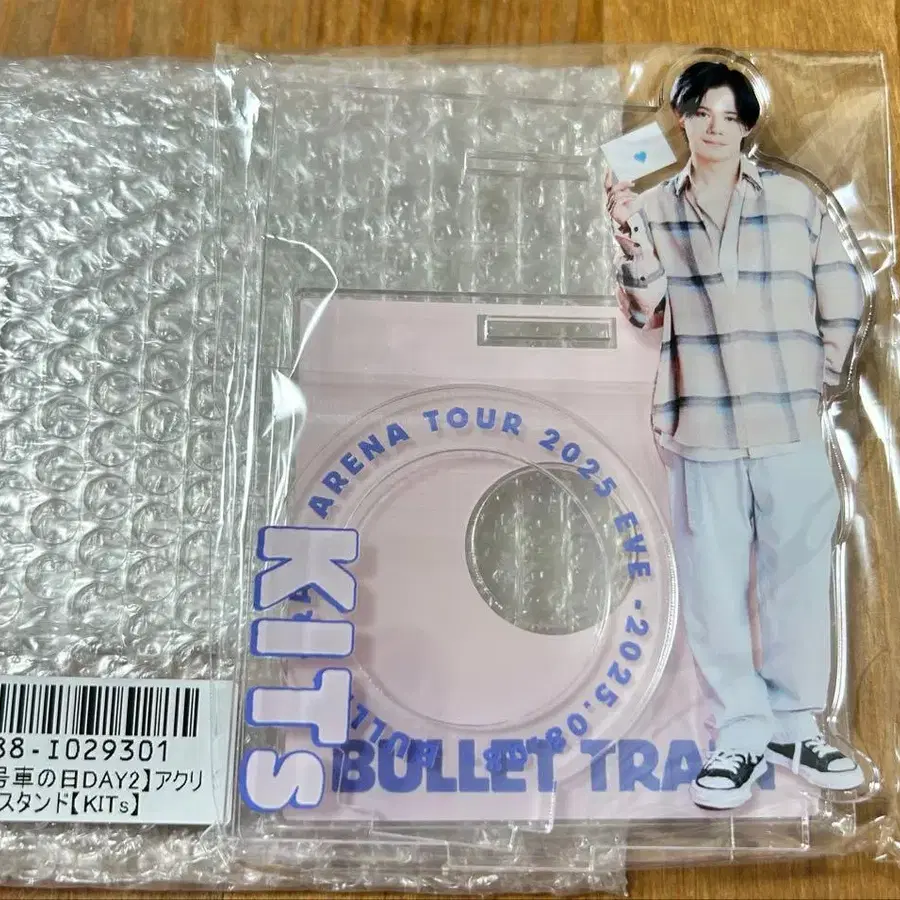 ARENA TOUR 2025 EVE -2025.08.08
KITs
BULLET TRAIN
88-I029301
号車の日DAY2】アクリ
スタンド【KITs】